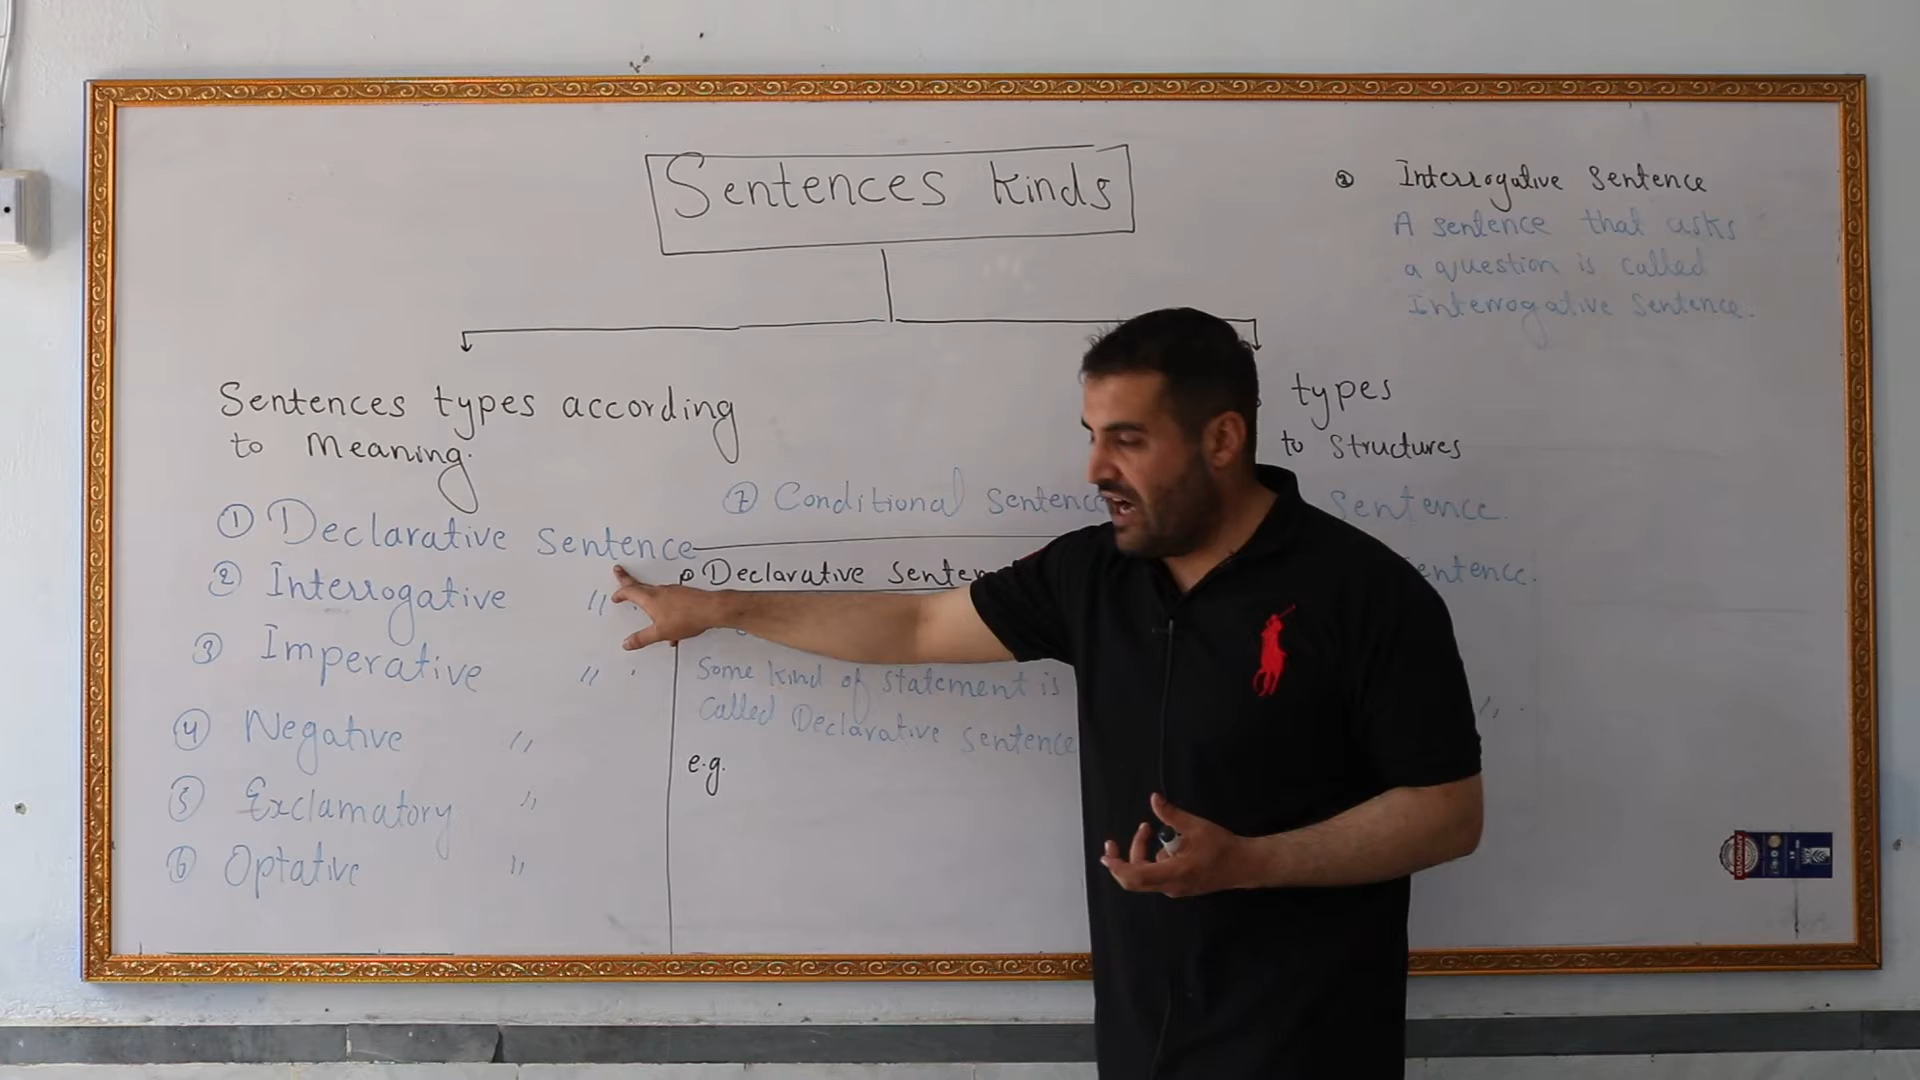 Sentences kinds
Sentences types according
to Meaning.
① Declarative Sentence
② Interrogative 〃 .
③ Imperative 〃 .
④ Negative 〃
⑤ Exclamatory 〃
⑥ Optative 〃
⑦ Conditional Sentence
Declarative Senten
Some kind of statement is
Called Declarative Sentence
e.g.
types
to Structures
Sentence.
entence.
〃 .
② Interrogative Sentence
A sentence that asks
a question is called
Interrogative Sentence.
APPROVED